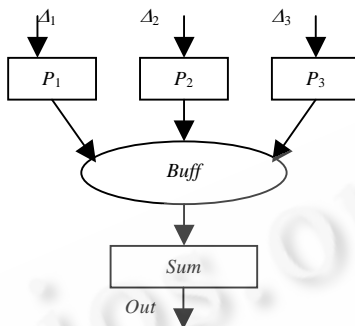 Δ₁ Δ₂ Δ₃
P₁ P₂ P₃
Buff
Sum
Out